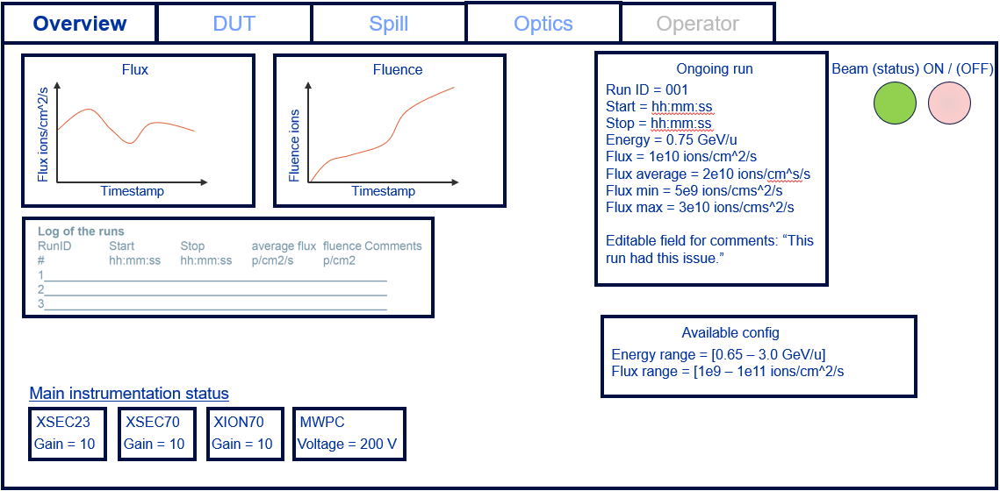 Overview
DUT
Spill
Optics
Operator
Flux
Flux ions/cm^2/s
Timestamp
Fluence
Fluence ions
Timestamp
Ongoing run
Run ID = 001
Start = hh:mm:ss
Stop = hh:mm:ss
Energy = 0.75 GeV/u
Flux = 1e10 ions/cm^2/s
Flux average = 2e10 ions/cm^s/s
Flux min = 5e9 ions/cms^2/s
Flux max = 3e10 ions/cms^2/s
Editable field for comments: “This
run had this issue.”
Beam (status) ON / (OFF)
Log of the runs
RunID Start Stop average flux fluence Comments
# hh:mm:ss hh:mm:ss p/cm2/s p/cm2
1
2
3
Available config
Energy range = [0.65 – 3.0 GeV/u]
Flux range = [1e9 – 1e11 ions/cm^2/s
Main instrumentation status
XSEC23
Gain = 10
XSEC70
Gain = 10
XION70
Gain = 10
MWPC
Voltage = 200 V